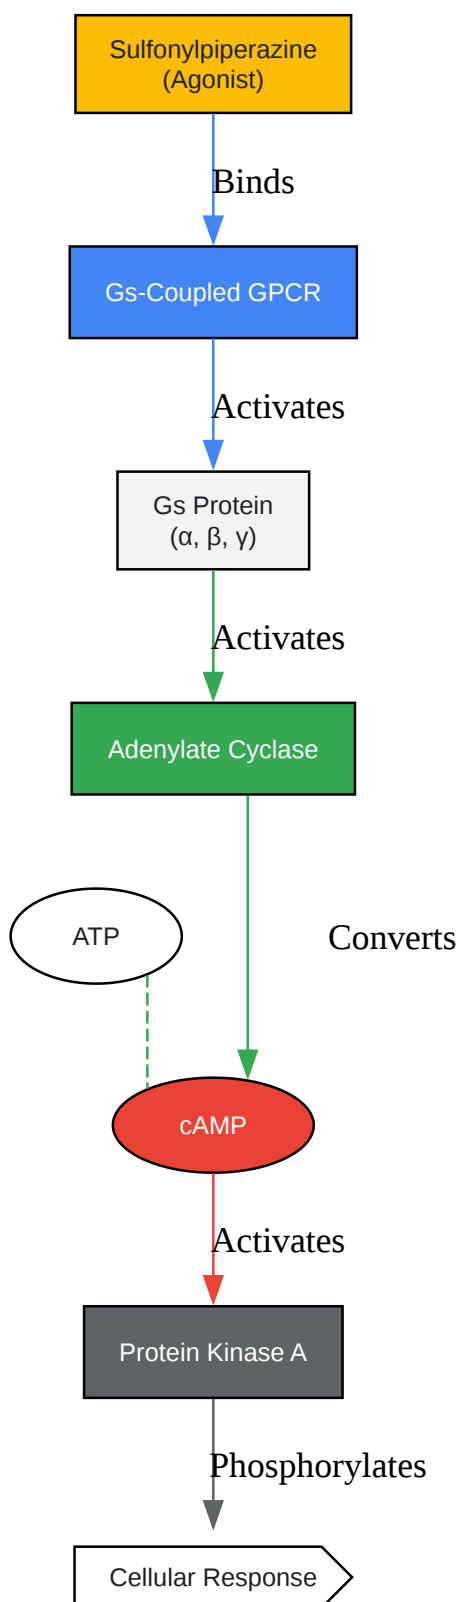 Sulfonylpiperazine
(Agonist)
Binds
Gs-Coupled GPCR
Activates
Gs Protein
(α, β, γ)
Activates
Adenylate Cyclase
ATP
Converts
cAMP
Activates
Protein Kinase A
Phosphorylates
Cellular Response